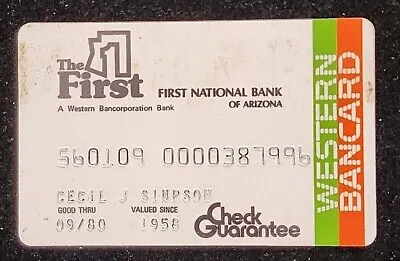 The
First
FIRST NATIONAL BANK
OF ARIZONA
A Western Bancorporation Bank
560109 0000387996
CECIL J SIMPSON
GOOD THRU VALUED SINCE
09/80 1958
Check
Guarantee
WESTERN
BANCARD